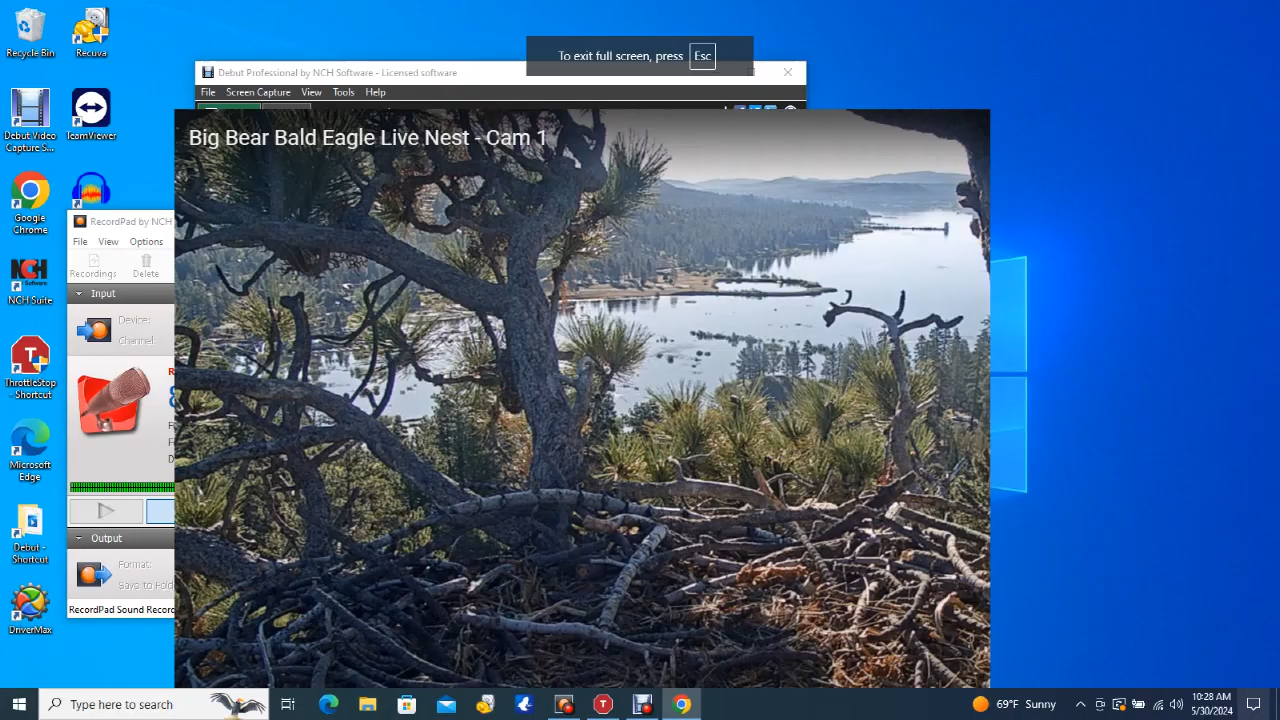 Recycle Bin
Recuva
Debut Video
Capture S...
TeamViewer
Google
Chrome
NCH
Software
NCH Suite
ThrottleStop
- Shortcut
Microsoft
Edge
Debut -
Shortcut
DriverMax
To exit full screen, press Esc
Debut Professional by NCH Software - Licensed software
File Screen Capture View Tools Help
Big Bear Bald Eagle Live Nest - Cam 1
RecordPad by NCH
File View Options
Recordings Delete
Input
Device:
Channel:
Output
Format:
Save to Fold
RecordPad Sound Record
Type here to search
69°F Sunny
10:28 AM
5/30/2024